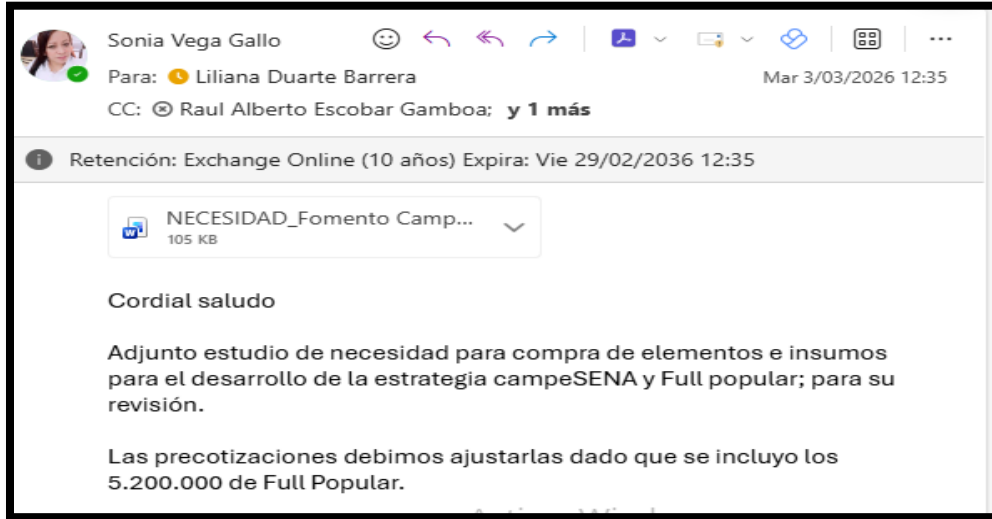 Sonia Vega Gallo
Para: Liliana Duarte Barrera
Mar 3/03/2026 12:35
CC: Raul Alberto Escobar Gamboa; y 1 más
Retención: Exchange Online (10 años) Expira: Vie 29/02/2036 12:35
NECESIDAD_Fomento Camp...
105 KB
Cordial saludo
Adjunto estudio de necesidad para compra de elementos e insumos
para el desarrollo de la estrategia campeSENA y Full popular; para su
revisión.
Las precotizaciones debimos ajustarlas dado que se incluyo los
5.200.000 de Full Popular.